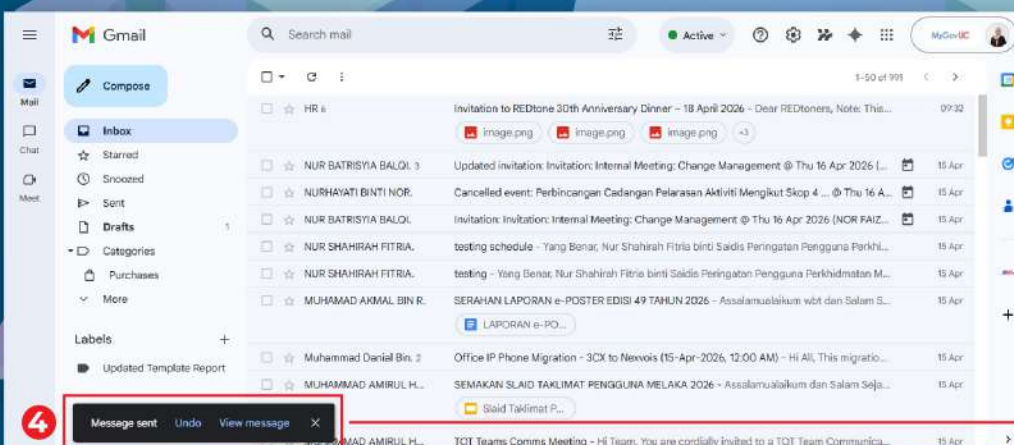 Gmail
Search mail
Active
MyGovUC
Mail
Chat
Meet
Compose
Inbox
Starred
Snoozed
Sent
Drafts 1
Categories
Purchases
More
Labels
Updated Template Report
1-50 of 991
HR 6 Invitation to REDtone 30th Anniversary Dinner – 18 April 2026 - Dear REDtoners, Note: This... 09:32
image.png image.png image.png +3
NUR BATRISYIA BALQI. 3 Updated invitation: Invitation: Internal Meeting: Change Management @ Thu 16 Apr 2026 (... 15 Apr
NURHAYATI BINTI NOR. Cancelled event: Perbincangan Cadangan Pelarasan Aktiviti Mengikut Skop 4 ... @ Thu 16 A... 15 Apr
NUR BATRISYIA BALQI. Invitation: Invitation: Internal Meeting: Change Management @ Thu 16 Apr 2026 (NOR FAIZ... 15 Apr
NUR SHAHIRAH FITRIA. testing schedule - Yang Benar, Nur Shahirah Fitria binti Saidis Peringatan Pengguna Perkhi... 15 Apr
NUR SHAHIRAH FITRIA. testing - Yang Benar, Nur Shahirah Fitria binti Saidis Peringatan Pengguna Perkhidmatan M... 15 Apr
MUHAMAD AKMAL BIN R. SERAHAN LAPORAN e-POSTER EDISI 49 TAHUN 2026 - Assalamualaikum wbt dan Salam S... 15 Apr
LAPORAN e-PO...
Muhammad Danial Bin. 2 Office IP Phone Migration - 3CX to Nexvois (15-Apr-2026, 12:00 AM) - Hi All, This migratio... 15 Apr
MUHAMMAD AMIRUL H... SEMAKAN SLAID TAKLIMAT PENGGUNA MELAKA 2026 - Assalamualaikum dan Salam Seja... 15 Apr
Slaid Taklimat P...
AD AMIRUL H... TOT Teams Comms Meeting - Hi Team, You are cordially invited to a TOT Team Communica... 15 Apr
4
Message sent Undo View message